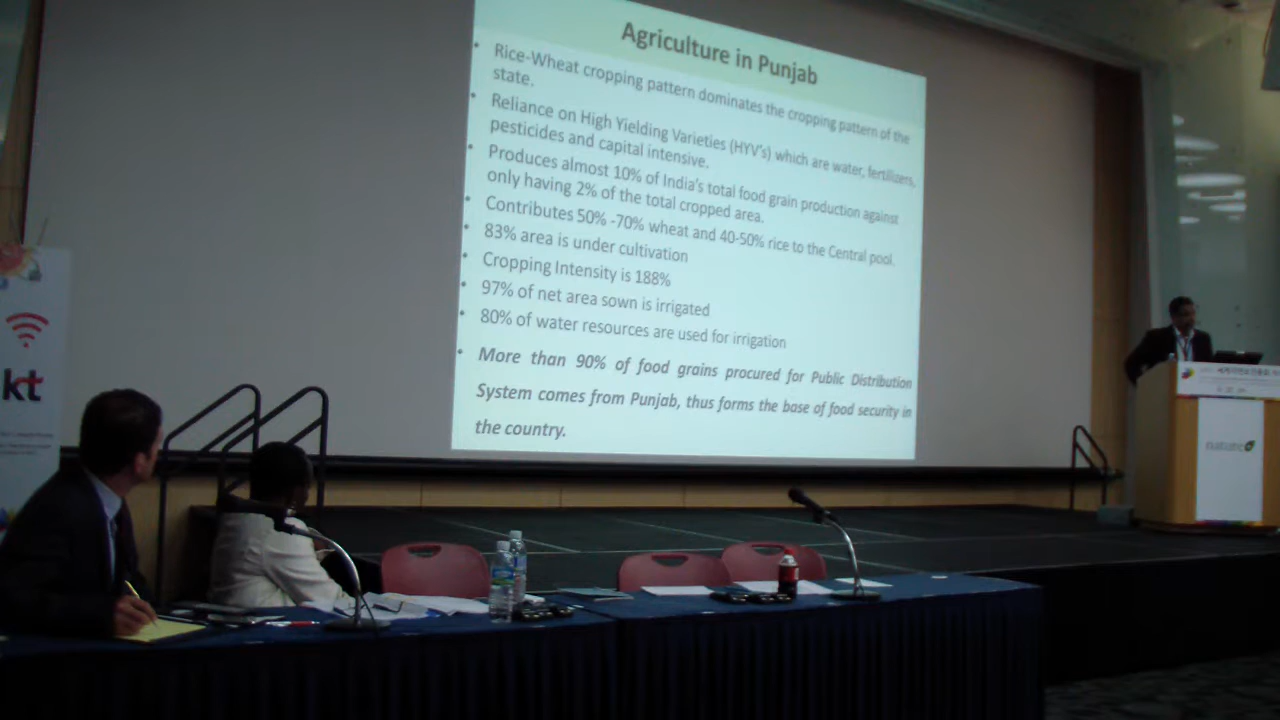 Agriculture in Punjab
• Rice-Wheat cropping pattern dominates the cropping pattern of the
state.
• Reliance on High Yielding Varieties (HYV's) which are water, fertilizers,
pesticides and capital intensive.
• Produces almost 10% of India's total food grain production against
only having 2% of the total cropped area.
• Contributes 50% -70% wheat and 40-50% rice to the Central pool.
• 83% area is under cultivation
• Cropping Intensity is 188%
• 97% of net area sown is irrigated
• 80% of water resources are used for irrigation
• More than 90% of food grains procured for Public Distribution
System comes from Punjab, thus forms the base of food security in
the country.
kt